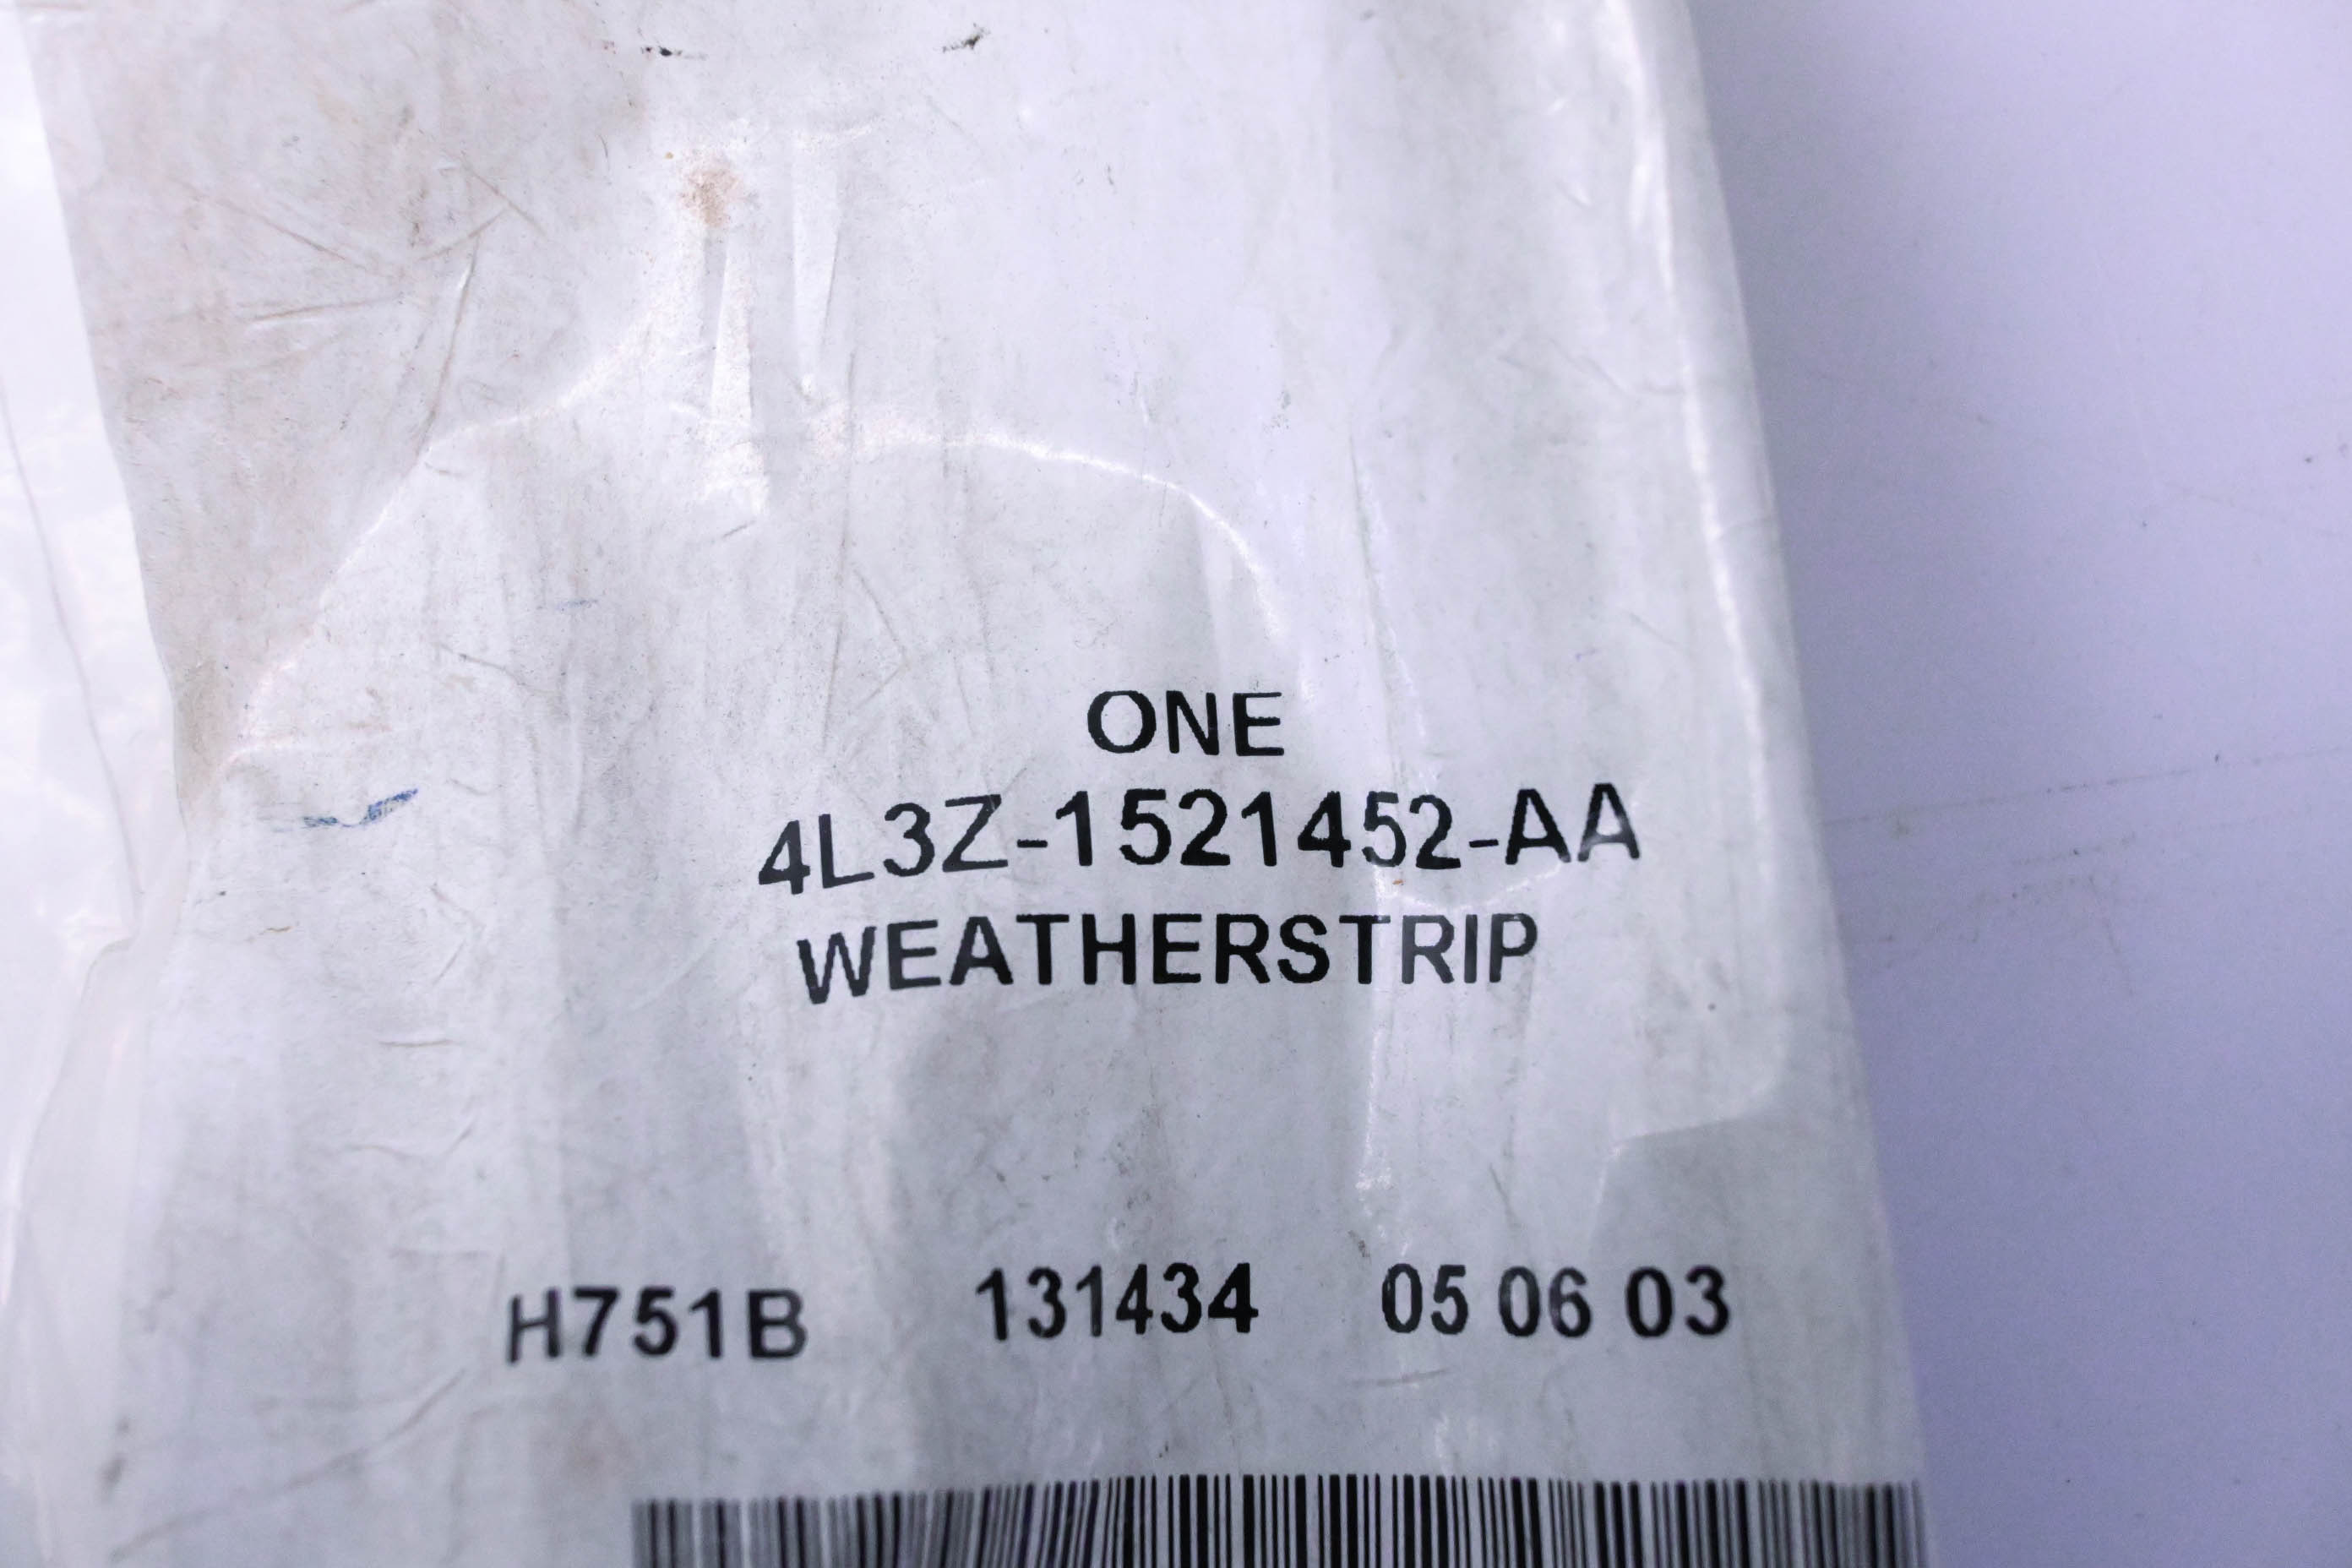 ONE
4L3Z-1521452-AA
WEATHERSTRIP
H751B 131434 05 06 03